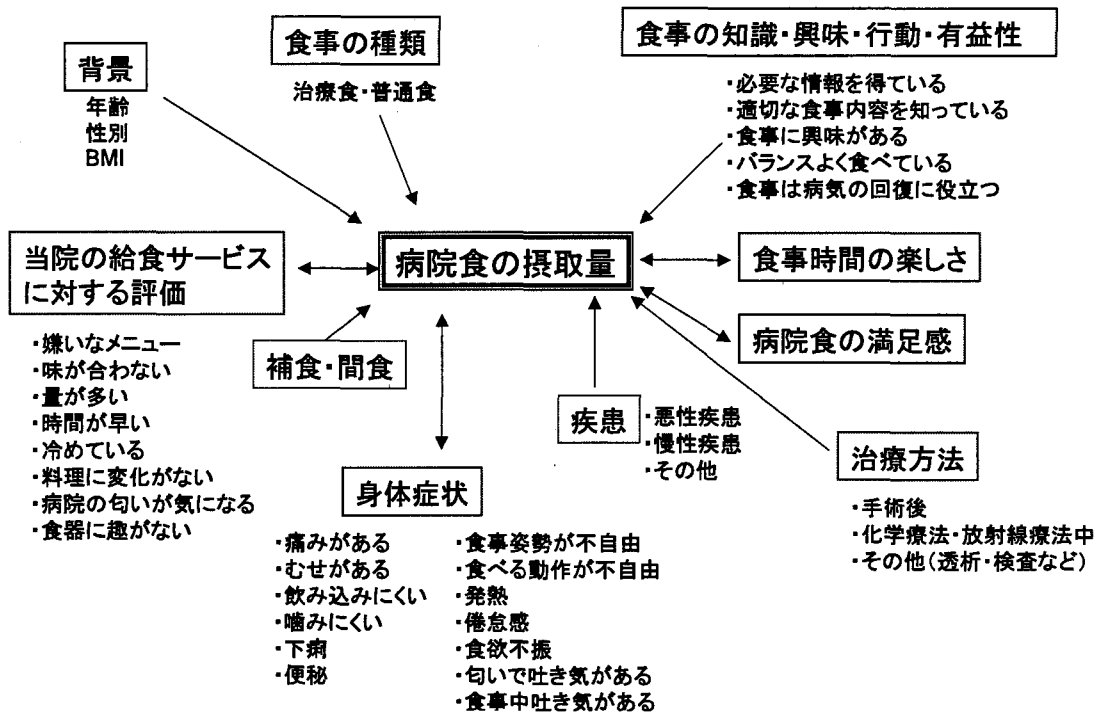 食事の種類
治療食・普通食
食事の知識・興味・行動・有益性
・必要な情報を得ている
・適切な食事内容を知っている
・食事に興味がある
・バランスよく食べている
・食事は病気の回復に役立つ
背景
年齢
性別
BMI
当院の給食サービス
に対する評価
・嫌いなメニュー
・味が合わない
・量が多い
・時間が早い
・冷めている
・料理に変化がない
・病院の匂いが気になる
・食器に趣がない
病院食の摂取量
食事時間の楽しさ
病院食の満足感
補食・間食
疾患
・悪性疾患
・慢性疾患
・その他
治療方法
・手術後
・化学療法・放射線療法中
・その他(透析・検査など)
身体症状
・痛みがある
・むせがある
・飲み込みにくい
・噛みにくい
・下痢
・便秘
・食事姿勢が不自由
・食べる動作が不自由
・発熱
・倦怠感
・食欲不振
・匂いで吐き気がある
・食事中吐き気がある